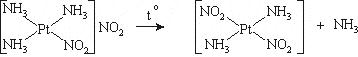 [NH₃ NH₃ t° [NO₂ NH₃
Pt ]NO₂ → Pt ] + NH₃
NH₃ NO₂] NH₃ NO₂]